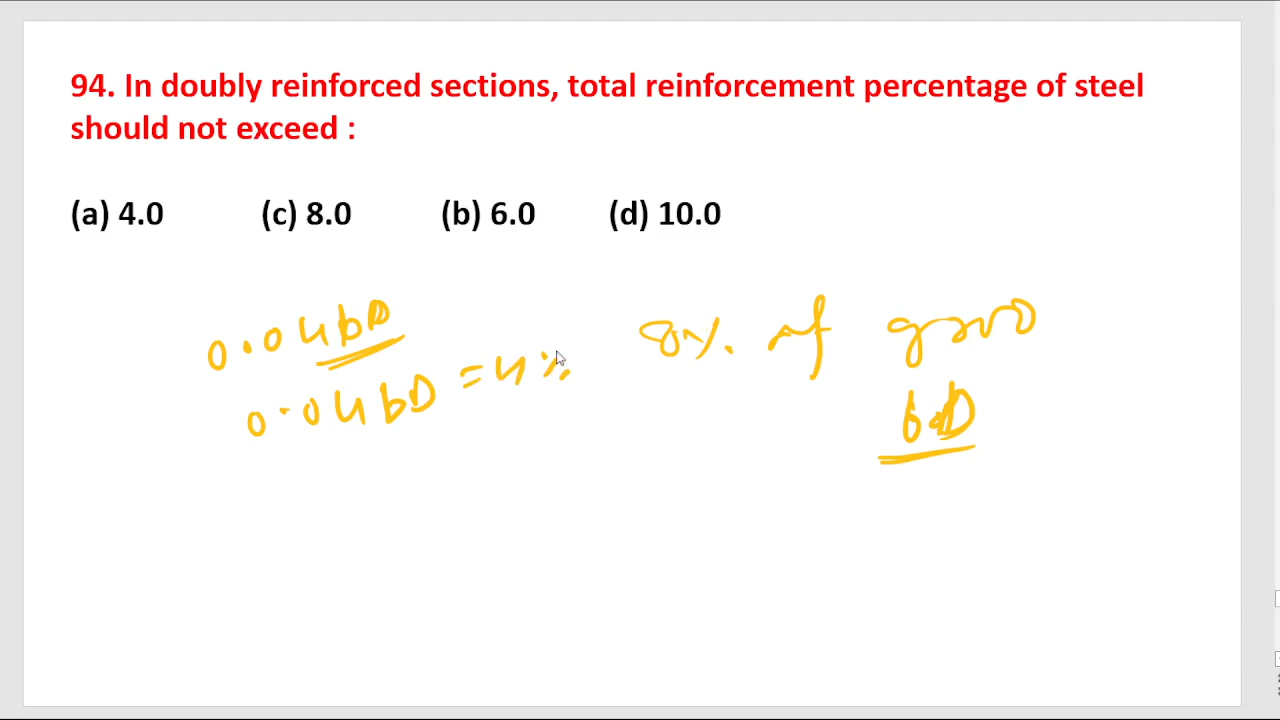 94. In doubly reinforced sections, total reinforcement percentage of steel
should not exceed :
(a) 4.0 (c) 8.0 (b) 6.0 (d) 10.0
0.04bD
0.04bD = 4%
8%. of gross
bD